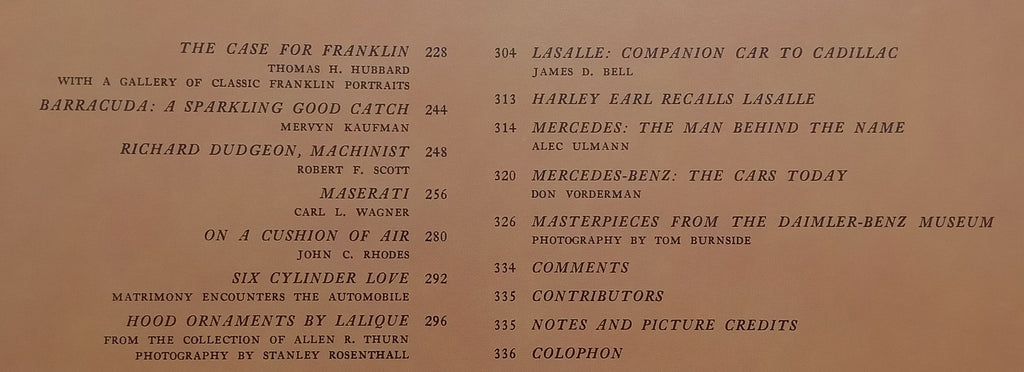 THE CASE FOR FRANKLIN 228
THOMAS H. HUBBARD
WITH A GALLERY OF CLASSIC FRANKLIN PORTRAITS
BARRACUDA: A SPARKLING GOOD CATCH 244
MERVYN KAUFMAN
RICHARD DUDGEON, MACHINIST 248
ROBERT F. SCOTT
MASERATI 256
CARL L. WAGNER
ON A CUSHION OF AIR 280
JOHN C. RHODES
SIX CYLINDER LOVE 292
MATRIMONY ENCOUNTERS THE AUTOMOBILE
HOOD ORNAMENTS BY LALIQUE 296
FROM THE COLLECTION OF ALLEN R. THURN
PHOTOGRAPHY BY STANLEY ROSENTHALL
304 LASALLE: COMPANION CAR TO CADILLAC
JAMES D. BELL
313 HARLEY EARL RECALLS LASALLE
314 MERCEDES: THE MAN BEHIND THE NAME
ALEC ULMANN
320 MERCEDES-BENZ: THE CARS TODAY
DON VORDERMAN
326 MASTERPIECES FROM THE DAIMLER-BENZ MUSEUM
PHOTOGRAPHY BY TOM BURNSIDE
334 COMMENTS
335 CONTRIBUTORS
335 NOTES AND PICTURE CREDITS
336 COLOPHON